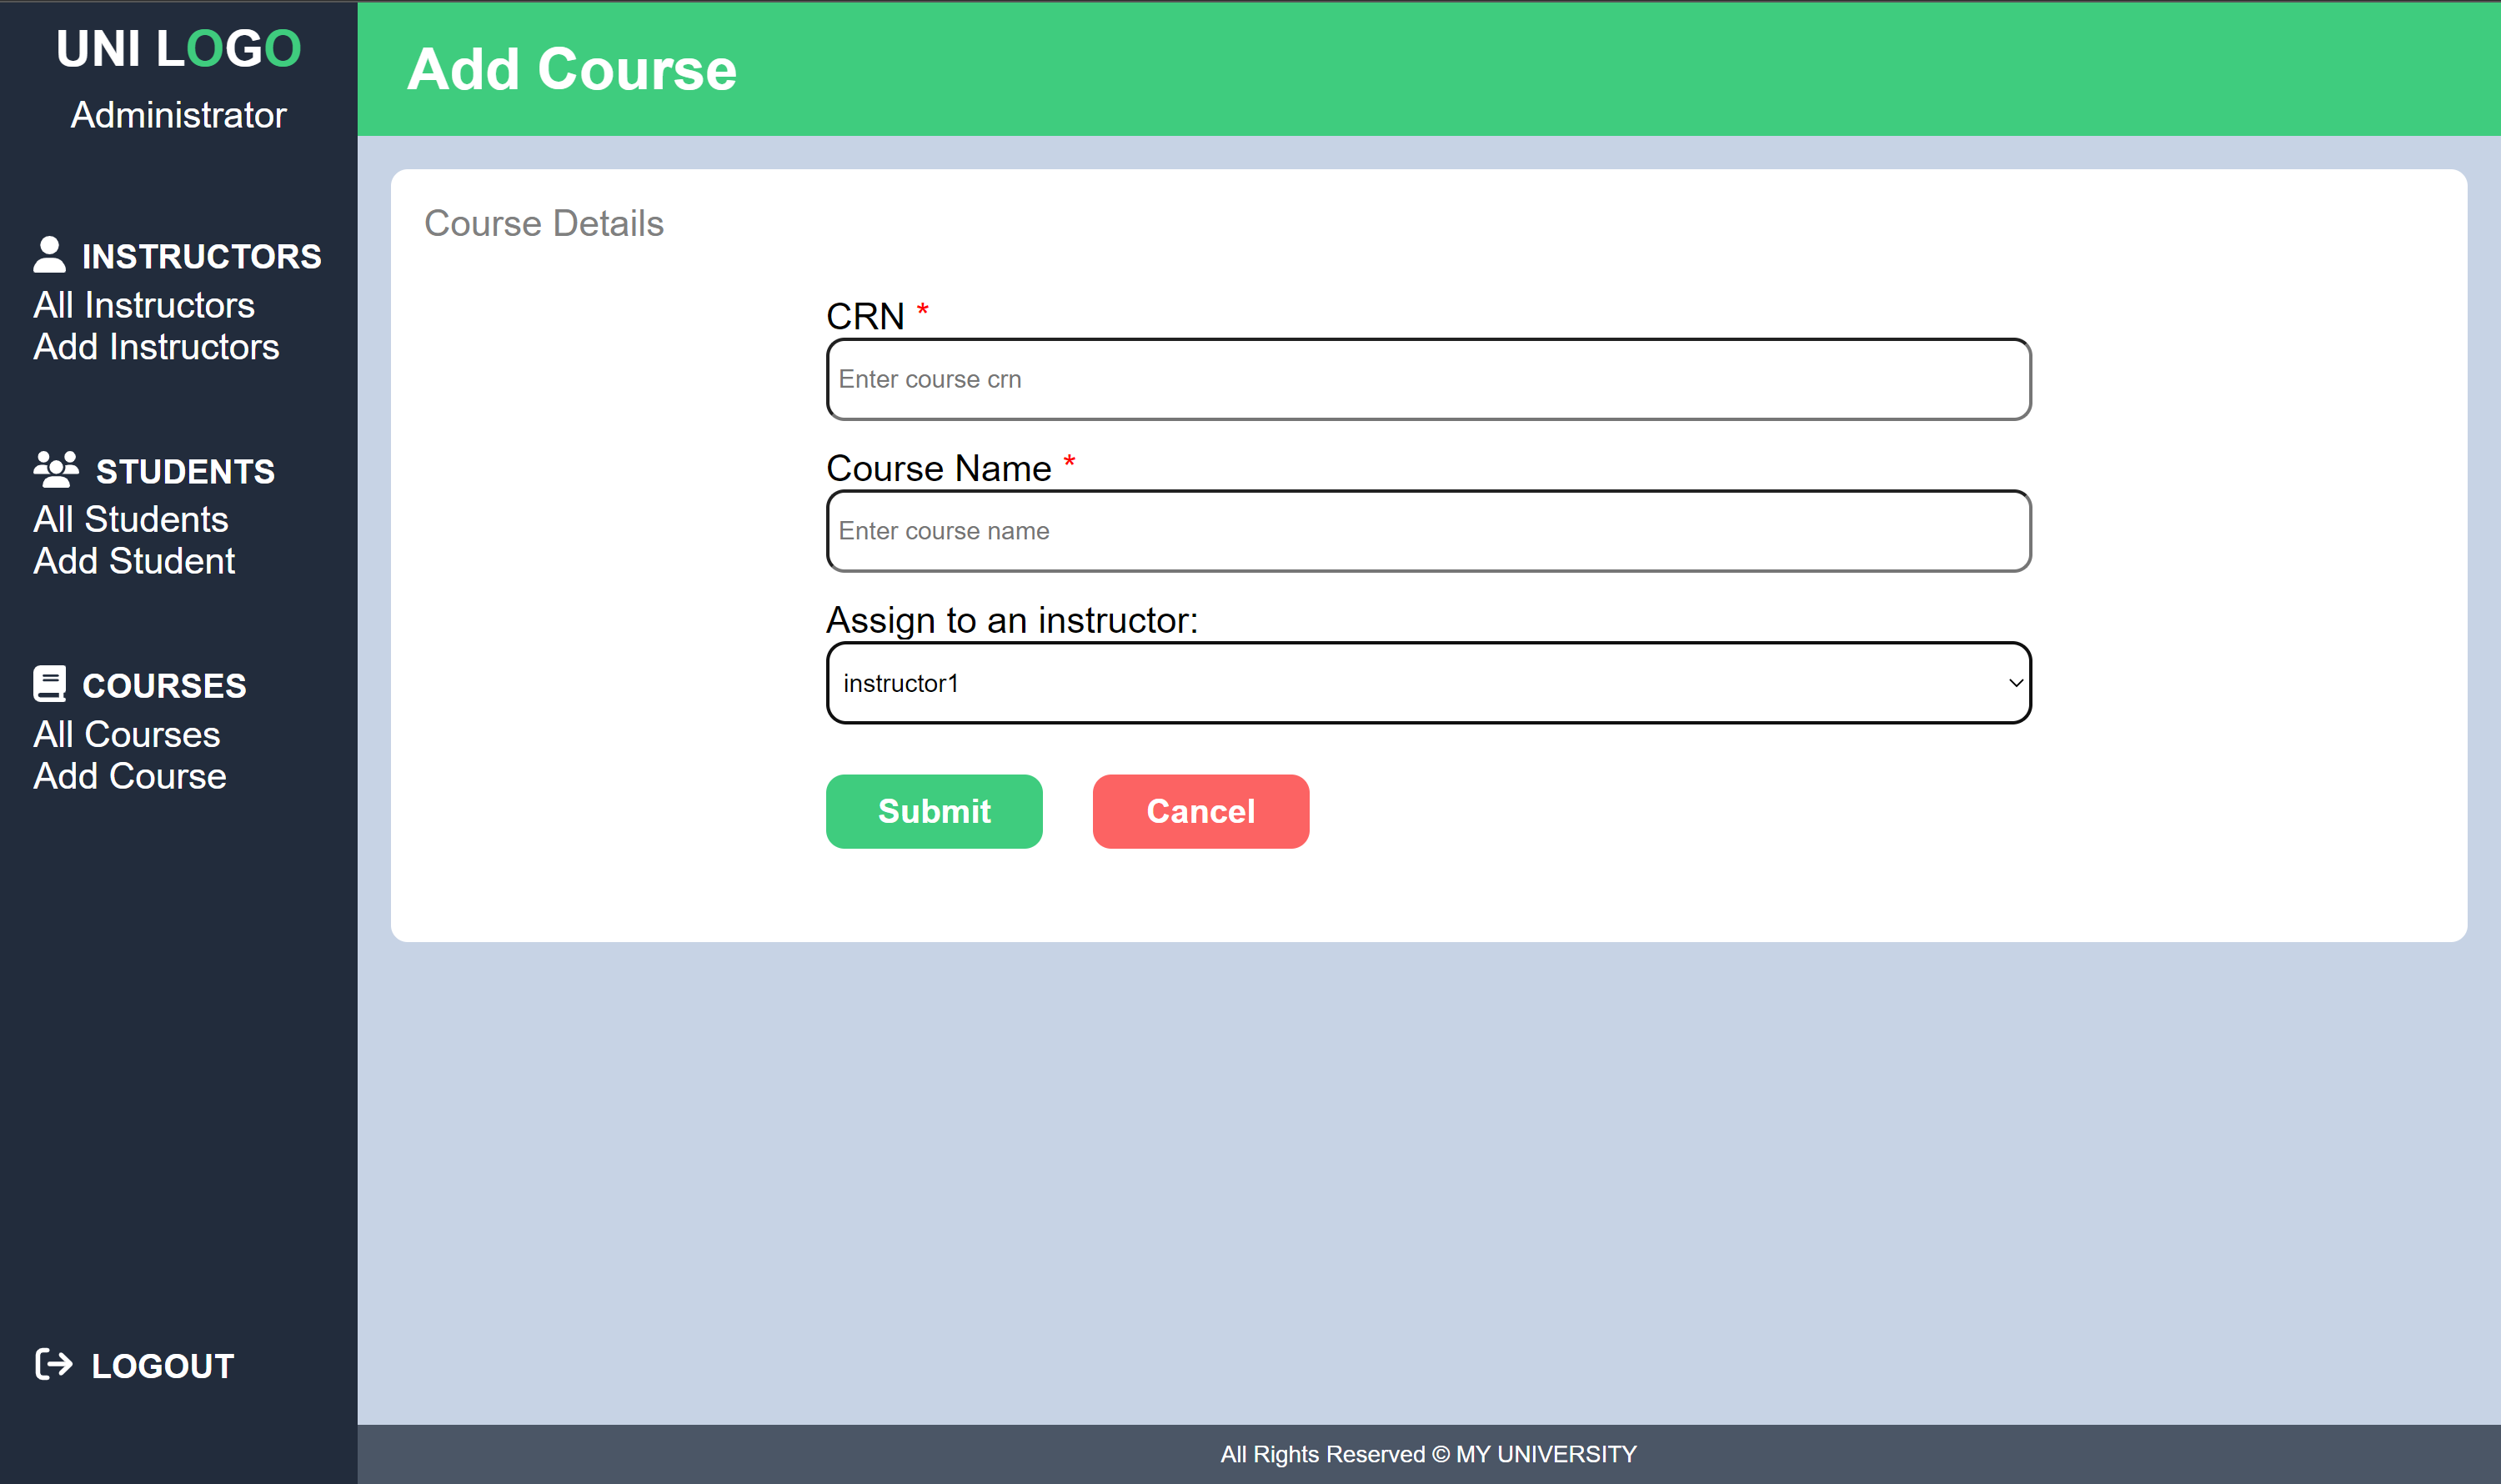 UNI LOGO
Administrator
INSTRUCTORS
All Instructors
Add Instructors
STUDENTS
All Students
Add Student
COURSES
All Courses
Add Course
LOGOUT
Add Course
Course Details
CRN *
Enter course crn
Course Name *
Enter course name
Assign to an instructor:
instructor1
Submit
Cancel
All Rights Reserved © MY UNIVERSITY